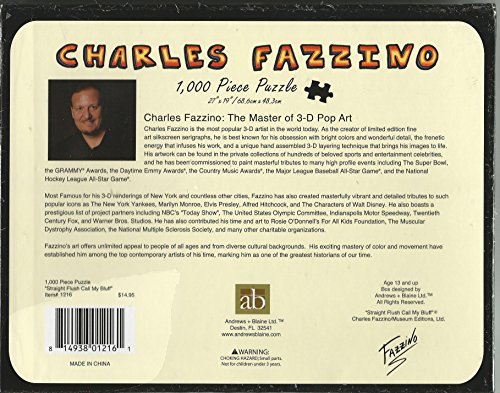 CHARLES FAZZINO
1,000 Piece Puzzle
27" x 19" / 68.6cm x 48.3cm
Charles Fazzino: The Master of 3-D Pop Art
Charles Fazzino is the most popular 3-D artist in the world today. As the creator of limited edition fine
art silkscreen serigraphs, he is best known for his obsession with bright colors and wonderful detail, the frenetic
energy that infuses his work, and a unique hand assembled 3-D layering technique that brings his images to life.
His artwork can be found in the private collections of hundreds of beloved sports and entertainment celebrities,
and he has been commissioned to paint masterful tributes to many high profile events including The Super Bowl,
the GRAMMY® Awards, the Daytime Emmy Awards®, the Country Music Awards®, the Major League Baseball All-Star Game®, and the National
Hockey League All-Star Game®.
Most Famous for his 3-D renderings of New York and countless other cities, Fazzino has also created masterfully vibrant and detailed tributes to such
popular icons as The New York Yankees, Marilyn Monroe, Elvis Presley, Alfred Hitchcock, and The Characters of Walt Disney. He also boasts a
prestigious list of project partners including NBC's "Today Show", The United States Olympic Committee, Indianapolis Motor Speedway, Twentieth
Century Fox, and Warner Bros. Studios. He has also contributed his time and art to Rosie O'Donnell's For All Kids Foundation, The Muscular
Dystrophy Association, the National Multiple Sclerosis Society, and many other charitable organizations.
Fazzino's art offers unlimited appeal to people of all ages and from diverse cultural backgrounds. His exciting mastery of color and movement have
established him among the top contemporary artists of his time, marking him as one of the greatest historians of our time.
1,000 Piece Puzzle
"Straight Flush Call My Bluff"
Item# 1216
$14.95
8 14938 01216 1
MADE IN CHINA
ab
Andrews + Blaine Ltd.™
Destin, FL 32541
www.andrewsblaine.com
WARNING:
CHOKING HAZARD; Small parts.
Not for Children under 3 years.
Age 13 and up
Box designed by
Andrews + Blaine Ltd.™
All Rights Reserved.
"Straight Flush Call My Bluff"®
Charles Fazzino/Museum Editions, Ltd.
FAZZINO